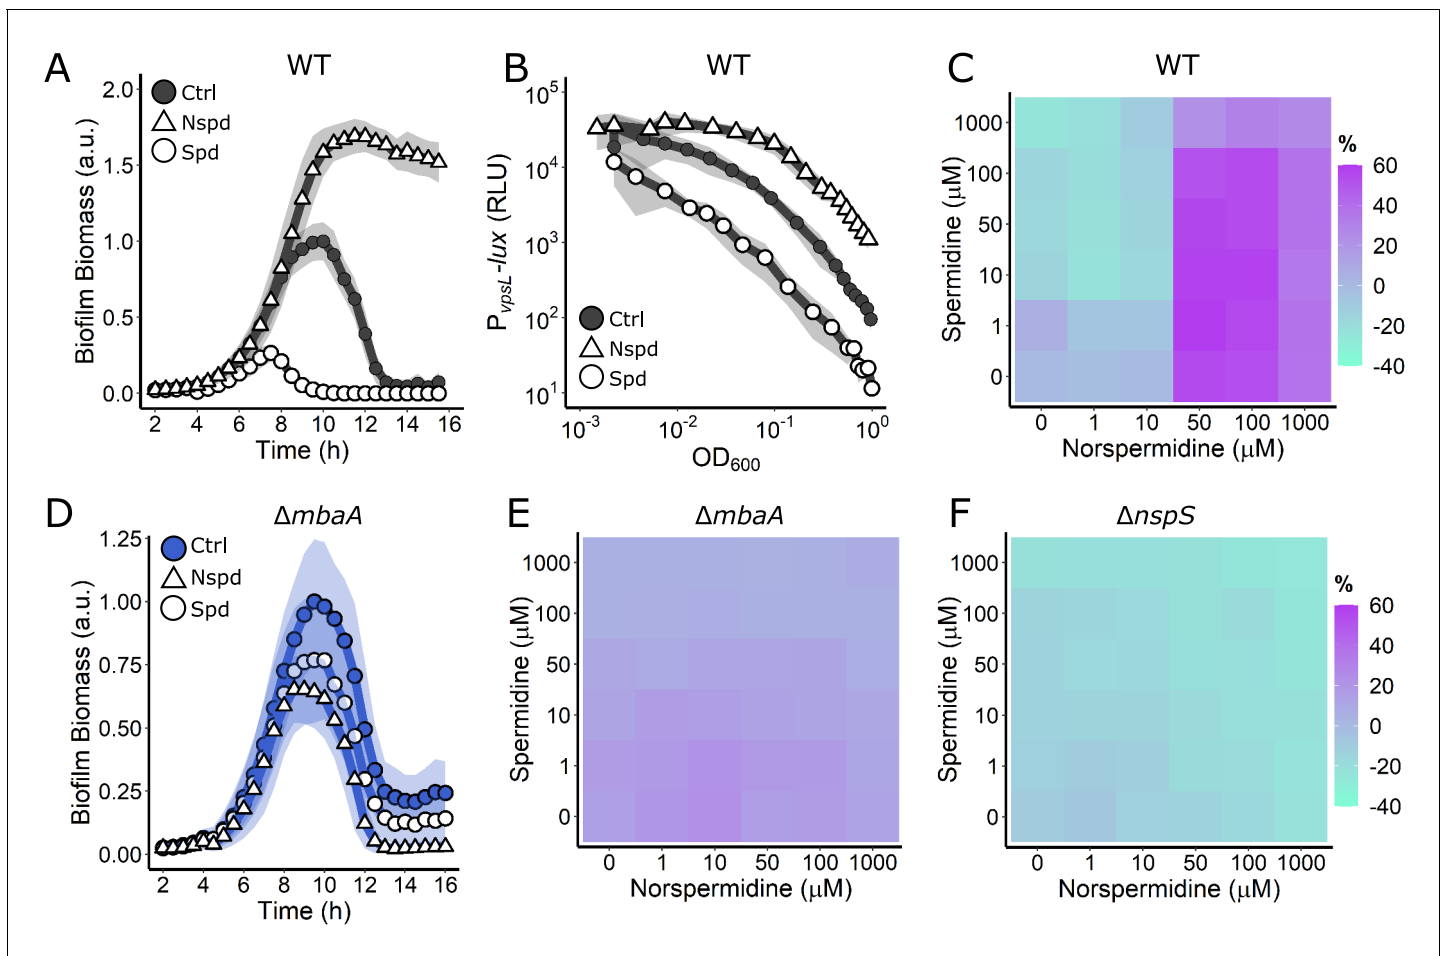 A
WT
Biofilm Biomass (a.u.)
2.0
1.5
1.0
0.5
0.0
Ctrl
Nspd
Spd
2 4 6 8 10 12 14 16
Time (h)
B
WT
PvpsL-lux (RLU)
10^5
10^4
10^3
10^2
10^1
Ctrl
Nspd
Spd
10^-3 10^-2 10^-1 10^0
OD600
C
WT
Spermidine (μM)
1000
100
50
10
1
0
0 1 10 50 100 1000
Norspermidine (μM)
%
60
40
20
0
-20
-40
D
ΔmbaA
Biofilm Biomass (a.u.)
1.25
1.00
0.75
0.50
0.25
0.00
Ctrl
Nspd
Spd
2 4 6 8 10 12 14 16
Time (h)
E
ΔmbaA
Spermidine (μM)
1000
100
50
10
1
0
0 1 10 50 100 1000
Norspermidine (μM)
F
ΔnspS
Spermidine (μM)
1000
100
50
10
1
0
0 1 10 50 100 1000
Norspermidine (μM)
%
60
40
20
0
-20
-40